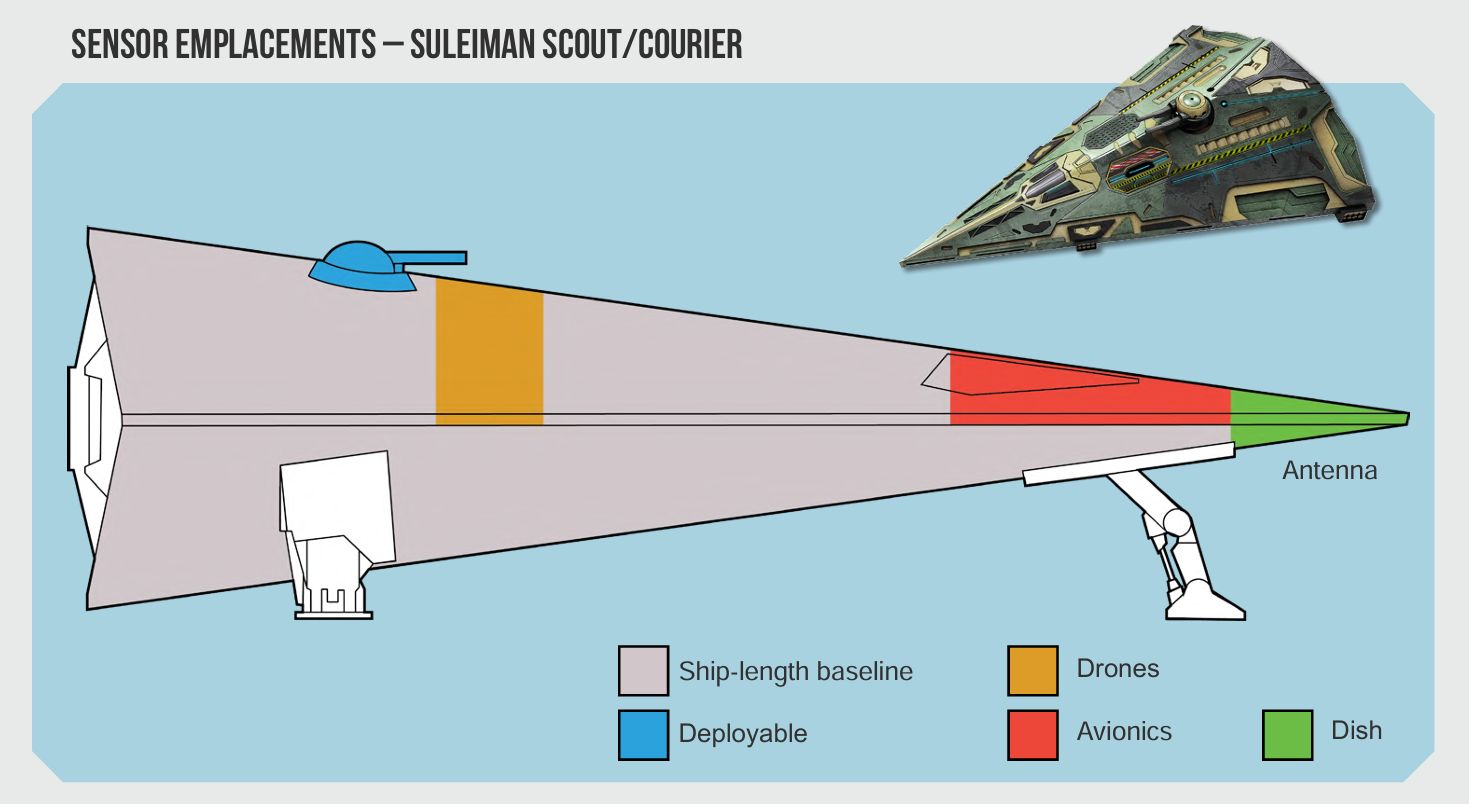 SENSOR EMPLACEMENTS – SULEIMAN SCOUT/COURIER
Antenna
Ship-length baseline
Drones
Deployable
Avionics
Dish